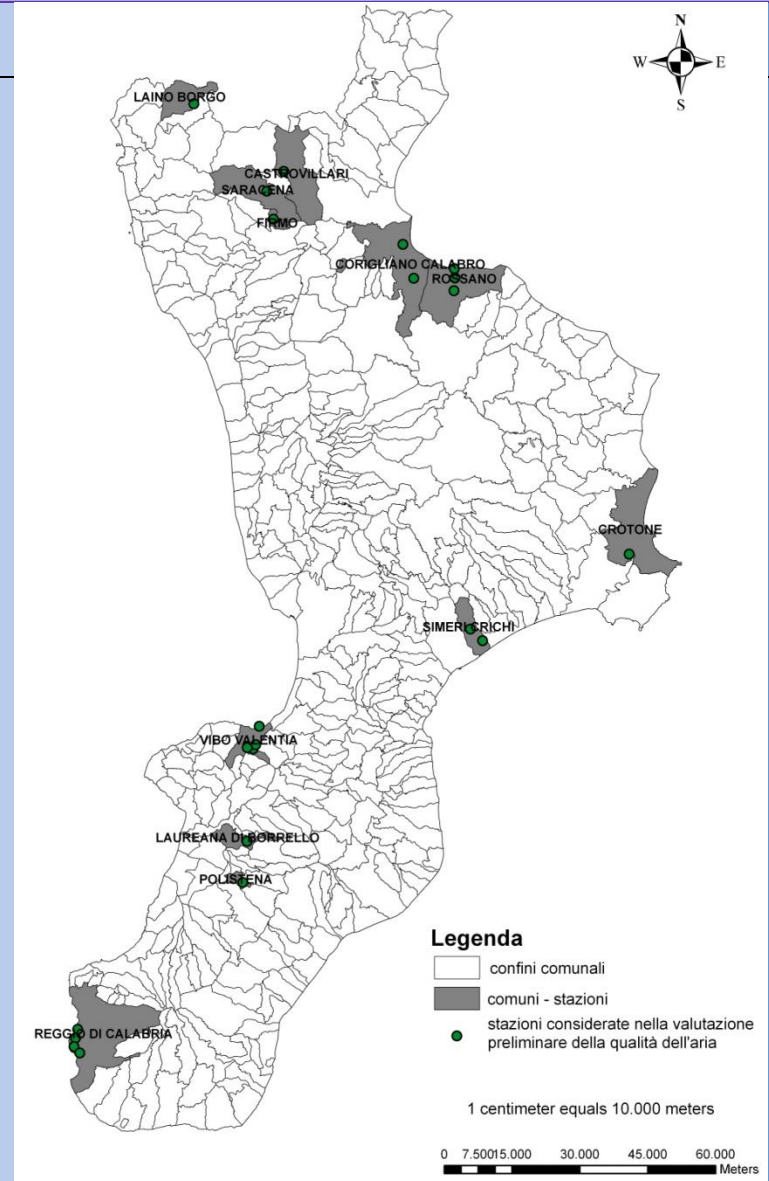 N
W E
S
LAINO BORGO
CASTROVILLARI
SARACENA
FIRMO
CORIGLIANO CALABRO
ROSSANO
CROTONE
SIMERI CRICHI
VIBO VALENTIA
LAUREANA DI BORRELLO
POLISTENA
REGGIO DI CALABRIA
Legenda
confini comunali
comuni - stazioni
stazioni considerate nella valutazione
preliminare della qualità dell'aria
1 centimeter equals 10.000 meters
0 7.50015.000 30.000 45.000 60.000
Meters